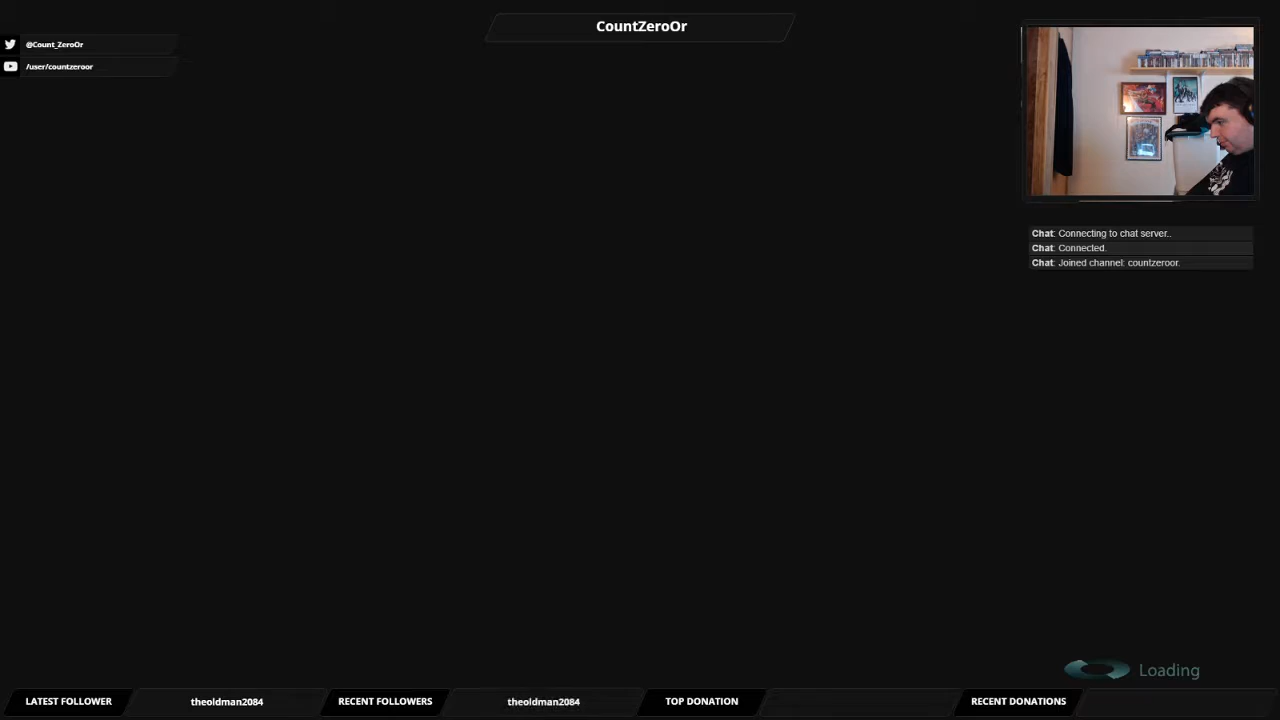 CountZeroOr
@Count_ZeroOr
/user/countzeroor
Chat: Connecting to chat server..
Chat: Connected.
Chat: Joined channel: countzeroor.
Loading
LATEST FOLLOWER
theoldman2084
RECENT FOLLOWERS
theoldman2084
TOP DONATION
RECENT DONATIONS